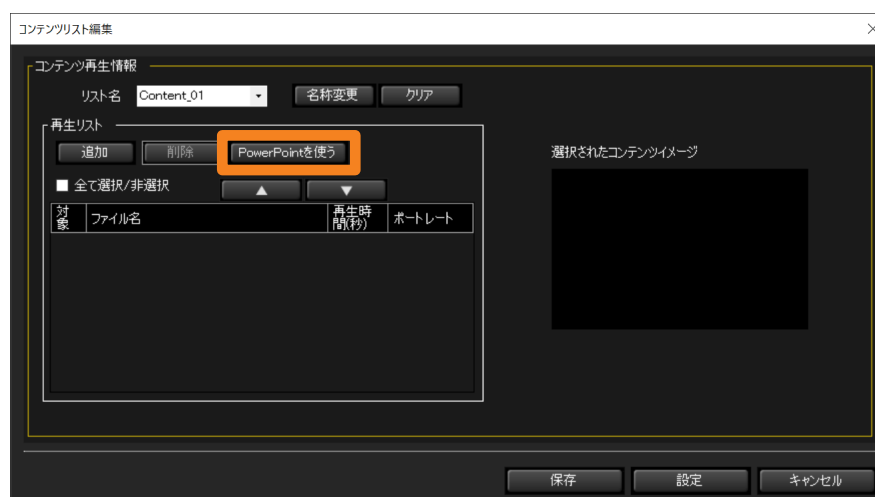 コンテンツリスト編集
コンテンツ再生情報
リスト名 Content_01 名称変更 クリア
再生リスト
追加 削除 PowerPointを使う
選択されたコンテンツイメージ
全て選択/非選択 ▲ ▼
対象 ファイル名 再生時間(秒) ポートレート
保存 設定 キャンセル